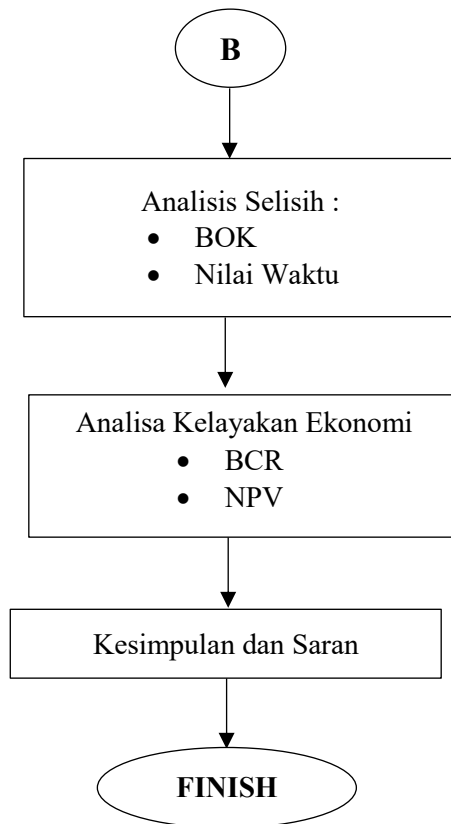 B
Analisis Selisih :
• BOK
• Nilai Waktu
Analisa Kelayakan Ekonomi
• BCR
• NPV
Kesimpulan dan Saran
FINISH